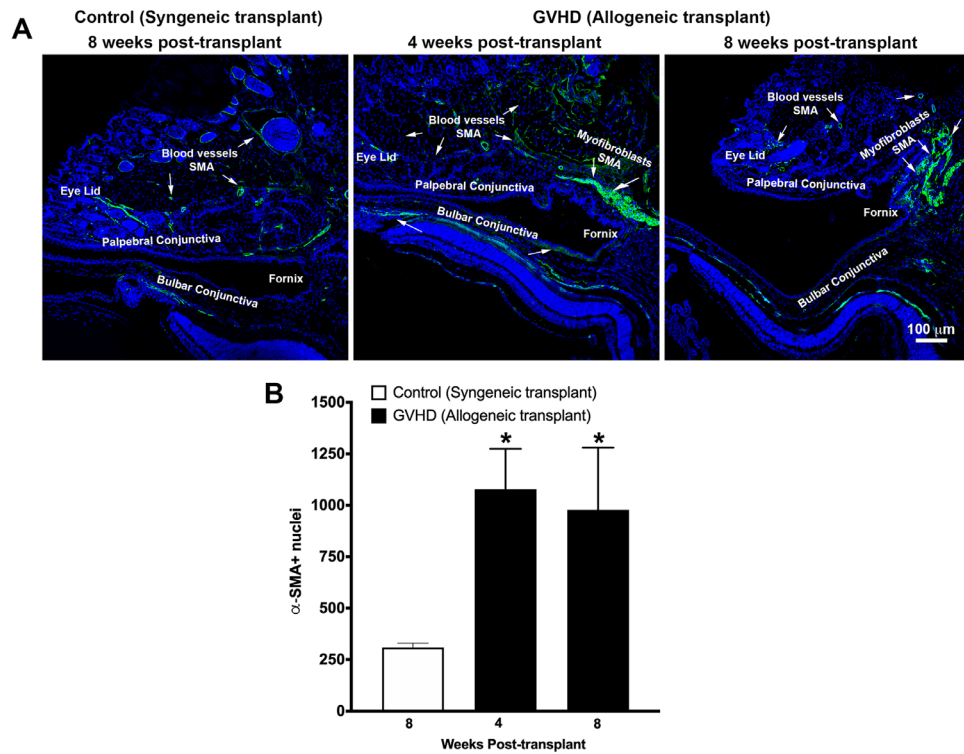 A
Control (Syngeneic transplant)
8 weeks post-transplant
GVHD (Allogeneic transplant)
4 weeks post-transplant
8 weeks post-transplant
Blood vessels
SMA
Eye Lid
Palpebral Conjunctiva
Fornix
Bulbar Conjunctiva
Blood vessels
SMA
Myofibroblasts
SMA
Eye Lid
Palpebral Conjunctiva
Bulbar Conjunctiva
Fornix
Blood vessels
SMA
Myofibroblasts
SMA
Eye Lid
Palpebral Conjunctiva
Fornix
Bulbar Conjunctiva
100 μm
B
Control (Syngeneic transplant)
GVHD (Allogeneic transplant)
1500
1250
1000
750
500
250
0
α-SMA+ nuclei
* *
8 4 8
Weeks Post-transplant